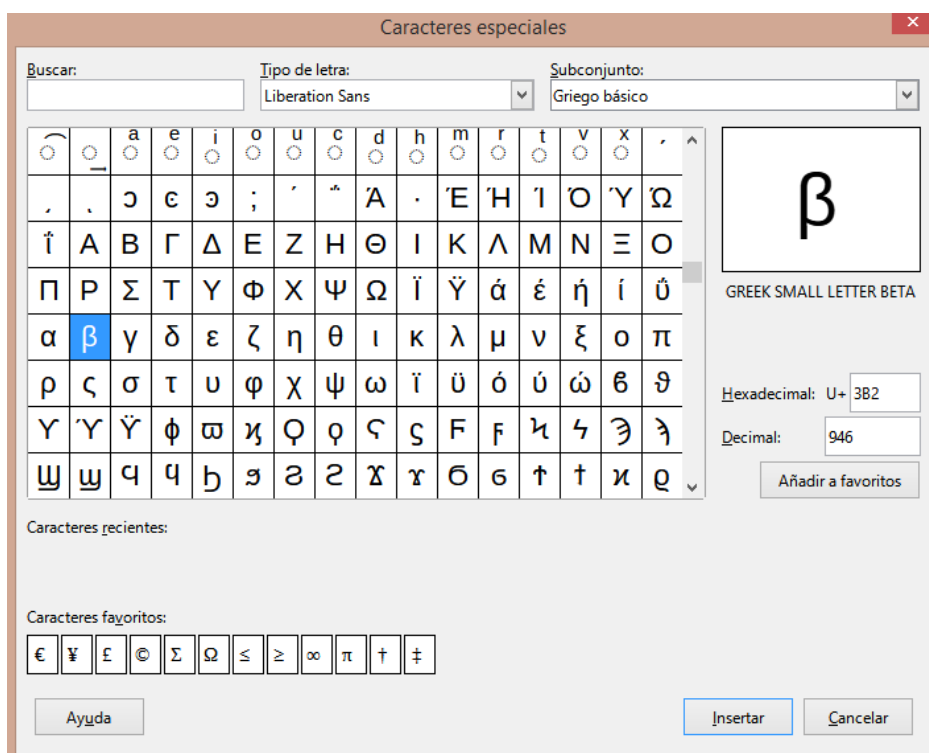 Caracteres especiales
Buscar: Tipo de letra: Subconjunto:
Liberation Sans Griego básico
a e i o u c d h m r t v x ʹ
͵ ͺ ͻ ͼ ͽ ; ΄ ΅ Ά · Έ Ή Ί Ό Ύ Ώ
ΐ Α Β Γ Δ Ε Ζ Η Θ Ι Κ Λ Μ Ν Ξ Ο
Π Ρ Σ Τ Υ Φ Χ Ψ Ω Ϊ Ϋ ά έ ή ί ΰ
α β γ δ ε ζ η θ ι κ λ μ ν ξ ο π
ρ ς σ τ υ φ χ ψ ω ϊ ϋ ό ύ ώ ϐ ϑ
ϒ ϓ ϔ ϕ ϖ ϗ Ϙ ϙ Ϛ ϛ Ϝ ϝ Ϟ ϟ Ϡ ϡ
Ϣ ϣ Ϥ ϥ Ϧ ϧ Ϩ ϩ Ϫ ϫ Ϭ ϭ Ϯ ϯ ϰ ϱ
β
GREEK SMALL LETTER BETA
Hexadecimal: U+ 3B2
Decimal: 946
Añadir a favoritos
Caracteres recientes:
Caracteres favoritos:
€ ¥ £ © Σ Ω ≤ ≥ ∞ π † ‡
Ayuda Insertar Cancelar